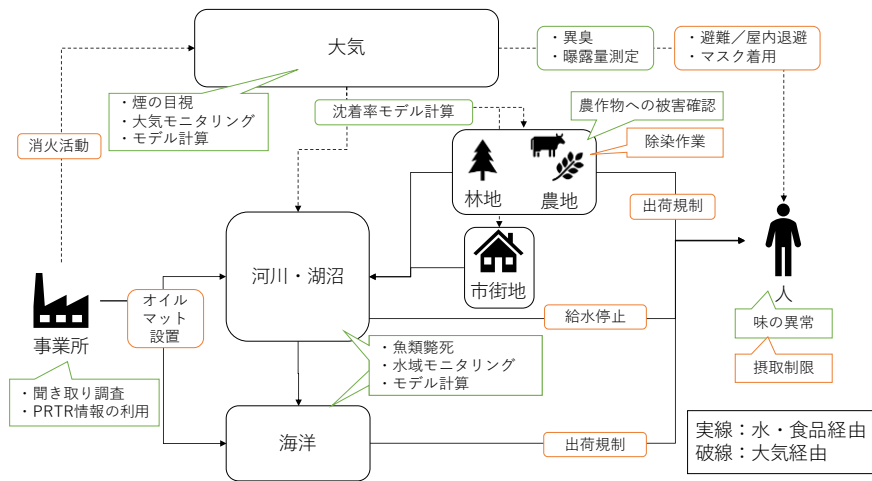 大気
・異臭
・曝露量測定
・避難／屋内退避
・マスク着用
・煙の目視
・大気モニタリング
・モデル計算
沈着率モデル計算
農作物への被害確認
消火活動
除染作業
林地
農地
出荷規制
河川・湖沼
市街地
オイル
マット
設置
事業所
給水停止
人
味の異常
摂取制限
・魚類斃死
・水域モニタリング
・モデル計算
・聞き取り調査
・PRTR情報の利用
海洋
出荷規制
実線：水・食品経由
破線：大気経由